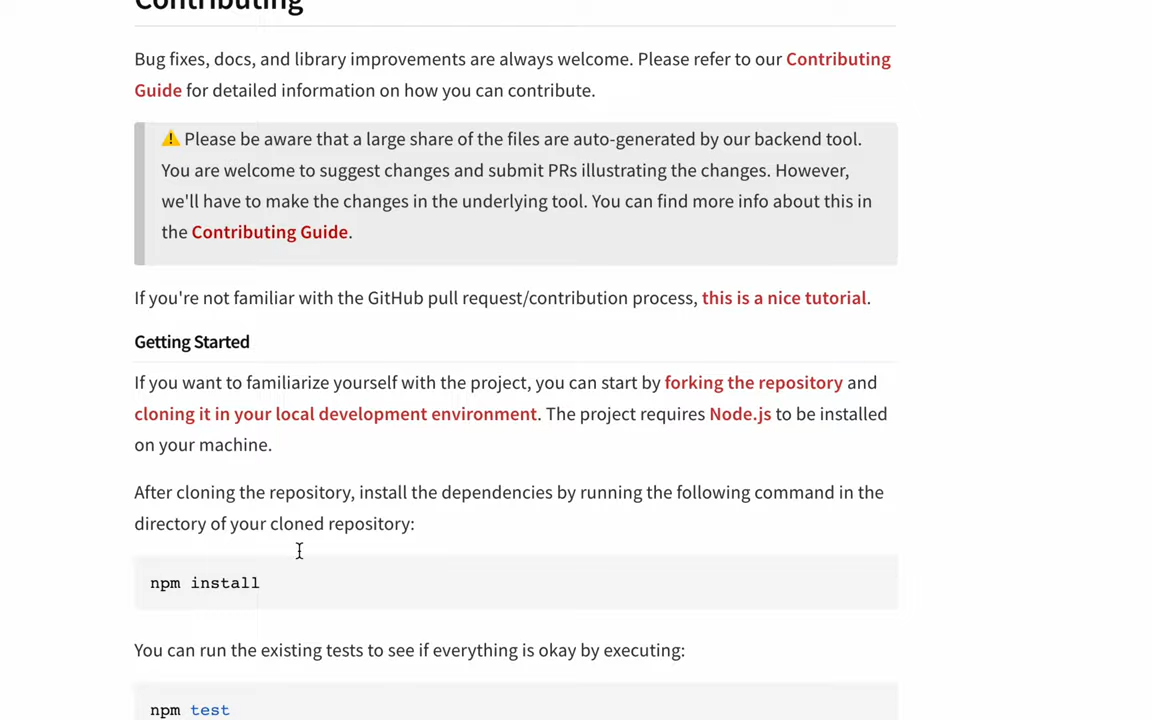 Contributing
Bug fixes, docs, and library improvements are always welcome. Please refer to our Contributing
Guide for detailed information on how you can contribute.
⚠️ Please be aware that a large share of the files are auto-generated by our backend tool.
You are welcome to suggest changes and submit PRs illustrating the changes. However,
we'll have to make the changes in the underlying tool. You can find more info about this in
the Contributing Guide.
If you're not familiar with the GitHub pull request/contribution process, this is a nice tutorial.
Getting Started
If you want to familiarize yourself with the project, you can start by forking the repository and
cloning it in your local development environment. The project requires Node.js to be installed
on your machine.
After cloning the repository, install the dependencies by running the following command in the
directory of your cloned repository:
npm install
You can run the existing tests to see if everything is okay by executing:
npm test